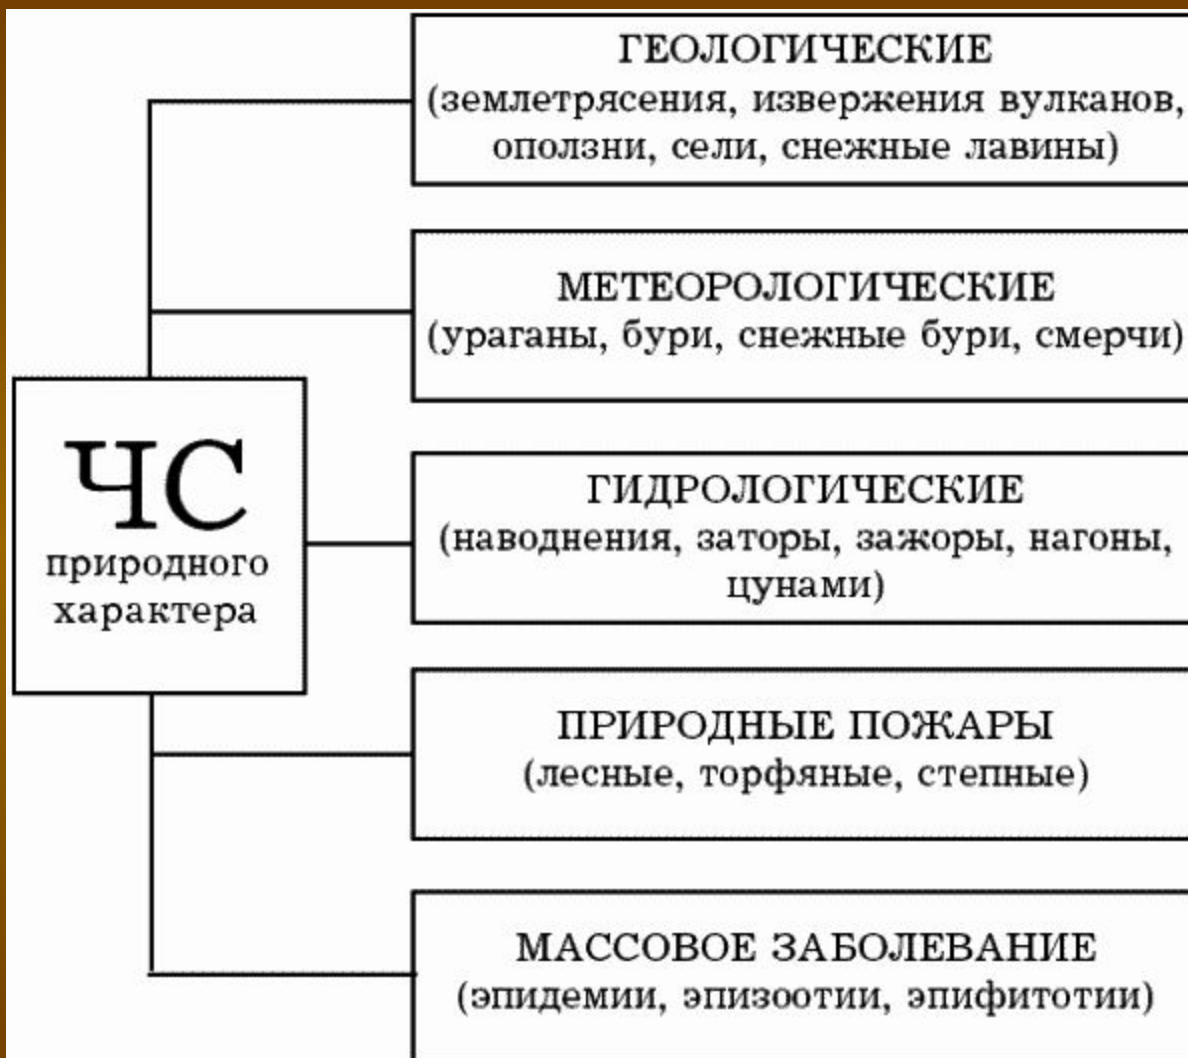 ГЕОЛОГИЧЕСКИЕ
(землетрясения, извержения вулканов,
оползни, сели, снежные лавины)
МЕТЕОРОЛОГИЧЕСКИЕ
(ураганы, бури, снежные бури, смерчи)
ЧС
природного
характера
ГИДРОЛОГИЧЕСКИЕ
(наводнения, заторы, зажоры, нагоны,
цунами)
ПРИРОДНЫЕ ПОЖАРЫ
(лесные, торфяные, степные)
МАССОВОЕ ЗАБОЛЕВАНИЕ
(эпидемии, эпизоотии, эпифитотии)